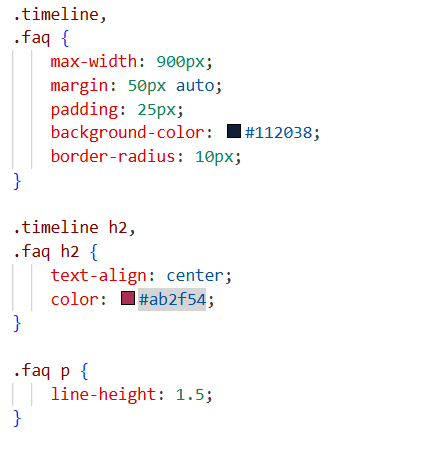 .timeline,
.faq {
    max-width: 900px;
    margin: 50px auto;
    padding: 25px;
    background-color: #112038;
    border-radius: 10px;
}

.timeline h2,
.faq h2 {
    text-align: center;
    color: #ab2f54;
}

.faq p {
    line-height: 1.5;
}